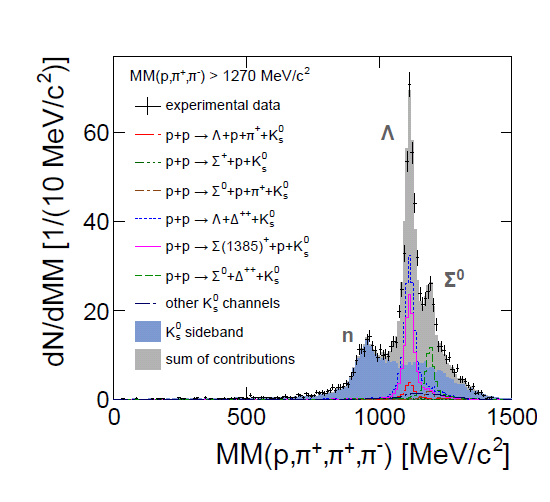 dN/dMM [1/(10 MeV/c²)]
MM(p,π⁺,π⁻) > 1270 MeV/c²
experimental data
p+p → Λ+p+π⁺+K⁰ₛ
p+p → Σ⁺+p+K⁰ₛ
p+p → Σ⁰+p+π⁺+K⁰ₛ
p+p → Λ+Δ⁺⁺+K⁰ₛ
p+p → Σ(1385)⁺+p+K⁰ₛ
p+p → Σ⁰+Δ⁺⁺+K⁰ₛ
other K⁰ₛ channels
K⁰ₛ sideband
sum of contributions
Λ
Σ⁰
n
60
40
20
0
0 500 1000 1500
MM(p,π⁺,π⁺,π⁻) [MeV/c²]